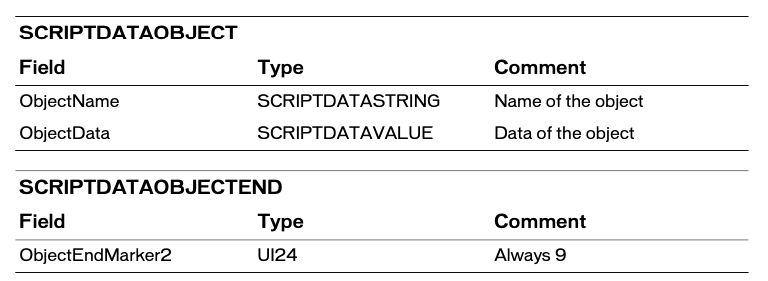 SCRIPTDATAOBJECT
Field Type Comment
ObjectName SCRIPTDATASTRING Name of the object
ObjectData SCRIPTDATAVALUE Data of the object
SCRIPTDATAOBJECTEND
Field Type Comment
ObjectEndMarker2 UI24 Always 9